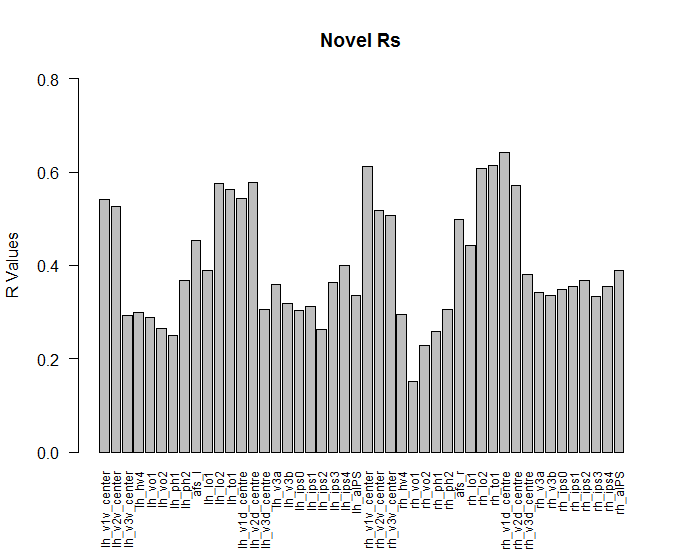 Novel Rs
R Values
0.8
0.6
0.4
0.2
0.0
lh_v1v_center
lh_v2v_center
lh_v3v_center
lh_hv4
lh_vo1
lh_vo2
lh_ph1
lh_ph2
afs_l
lh_lo1
lh_lo2
lh_to1
lh_v1d_centre
lh_v2d_centre
lh_v3d_centre
lh_v3a
lh_v3b
lh_ips0
lh_ips1
lh_ips2
lh_ips3
lh_ips4
lh_aIPS
rh_v1v_center
rh_v2v_center
rh_v3v_center
rh_hv4
rh_vo1
rh_vo2
rh_ph1
rh_ph2
afs_r
rh_lo1
rh_lo2
rh_to1
rh_v1d_centre
rh_v2d_centre
rh_v3d_centre
rh_v3a
rh_v3b
rh_ips0
rh_ips1
rh_ips2
rh_ips3
rh_ips4
rh_aIPS